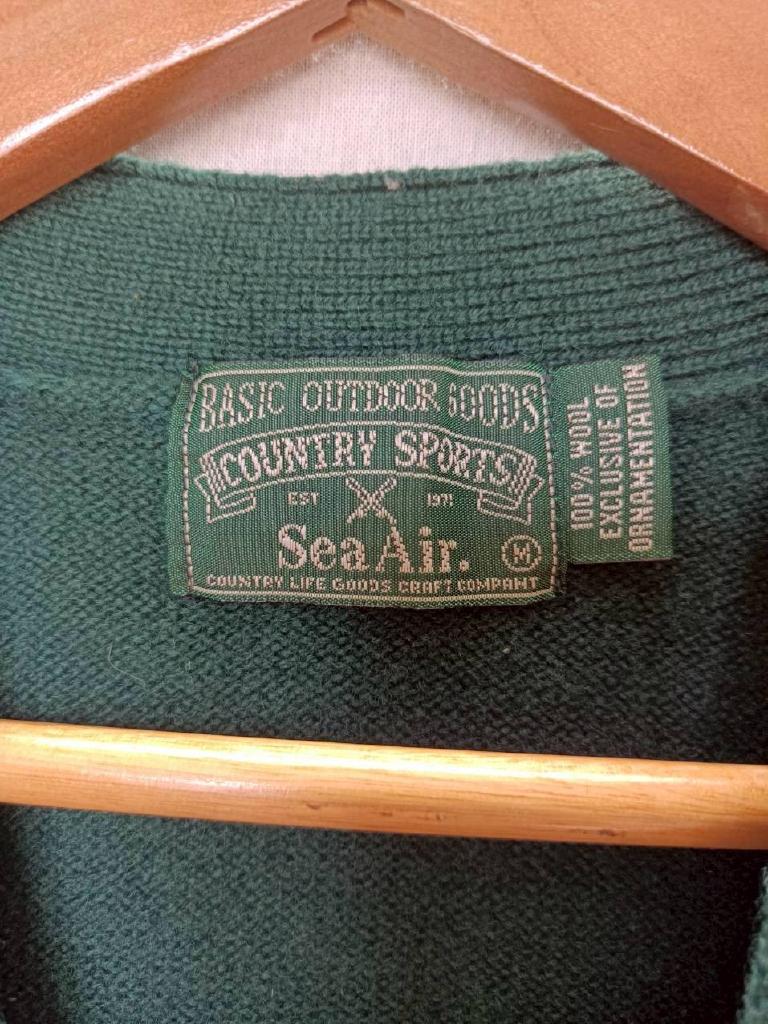 BASIC OUTDOOR GOODS
COUNTRY SPORTS
EST 1971
SeaAir. M
COUNTRY LIFE GOODS CRAFT COMPANY
100% WOOL
EXCLUSIVE OF
ORNAMENTATION